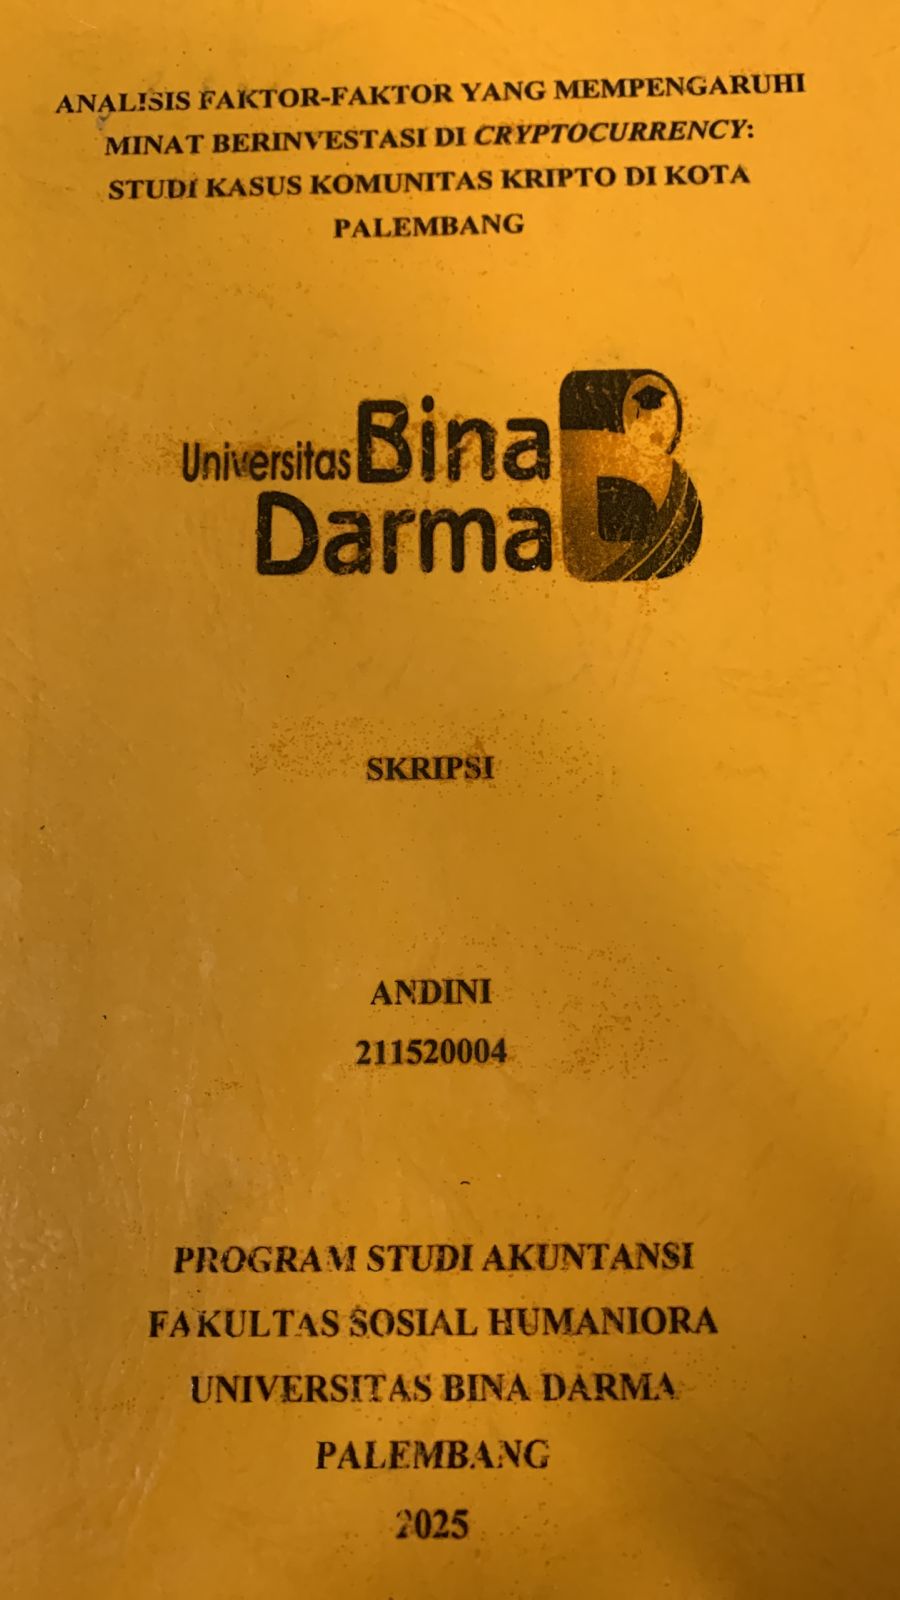 ANALISIS FAKTOR-FAKTOR YANG MEMPENGARUHI
MINAT BERINVESTASI DI CRYPTOCURRENCY:
STUDI KASUS KOMUNITAS KRIPTO DI KOTA
PALEMBANG
Universitas Bina
Darma
SKRIPSI
ANDINI
211520004
PROGRAM STUDI AKUNTANSI
FAKULTAS SOSIAL HUMANIORA
UNIVERSITAS BINA DARMA
PALEMBANG
2025